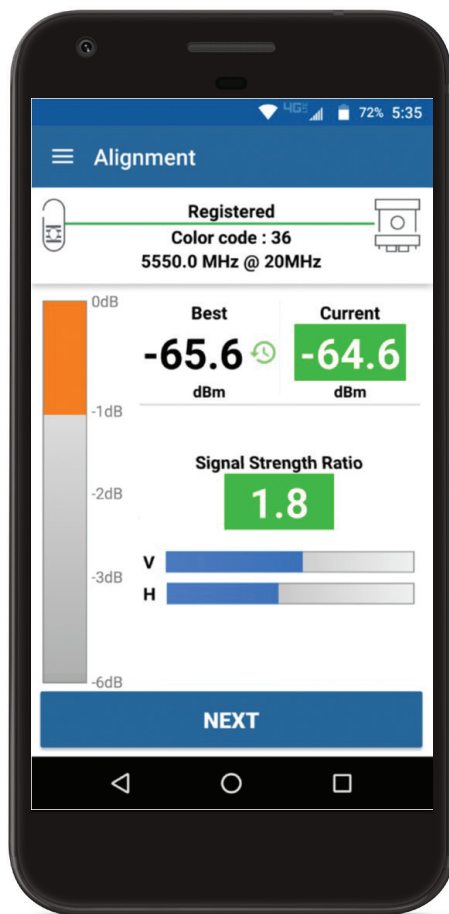 4GE 72% 5:35
Alignment
Registered
Color code : 36
5550.0 MHz @ 20MHz
0dB
-1dB
-2dB
-3dB
-6dB
Best Current
-65.6 -64.6
dBm dBm
Signal Strength Ratio
1.8
V
H
NEXT